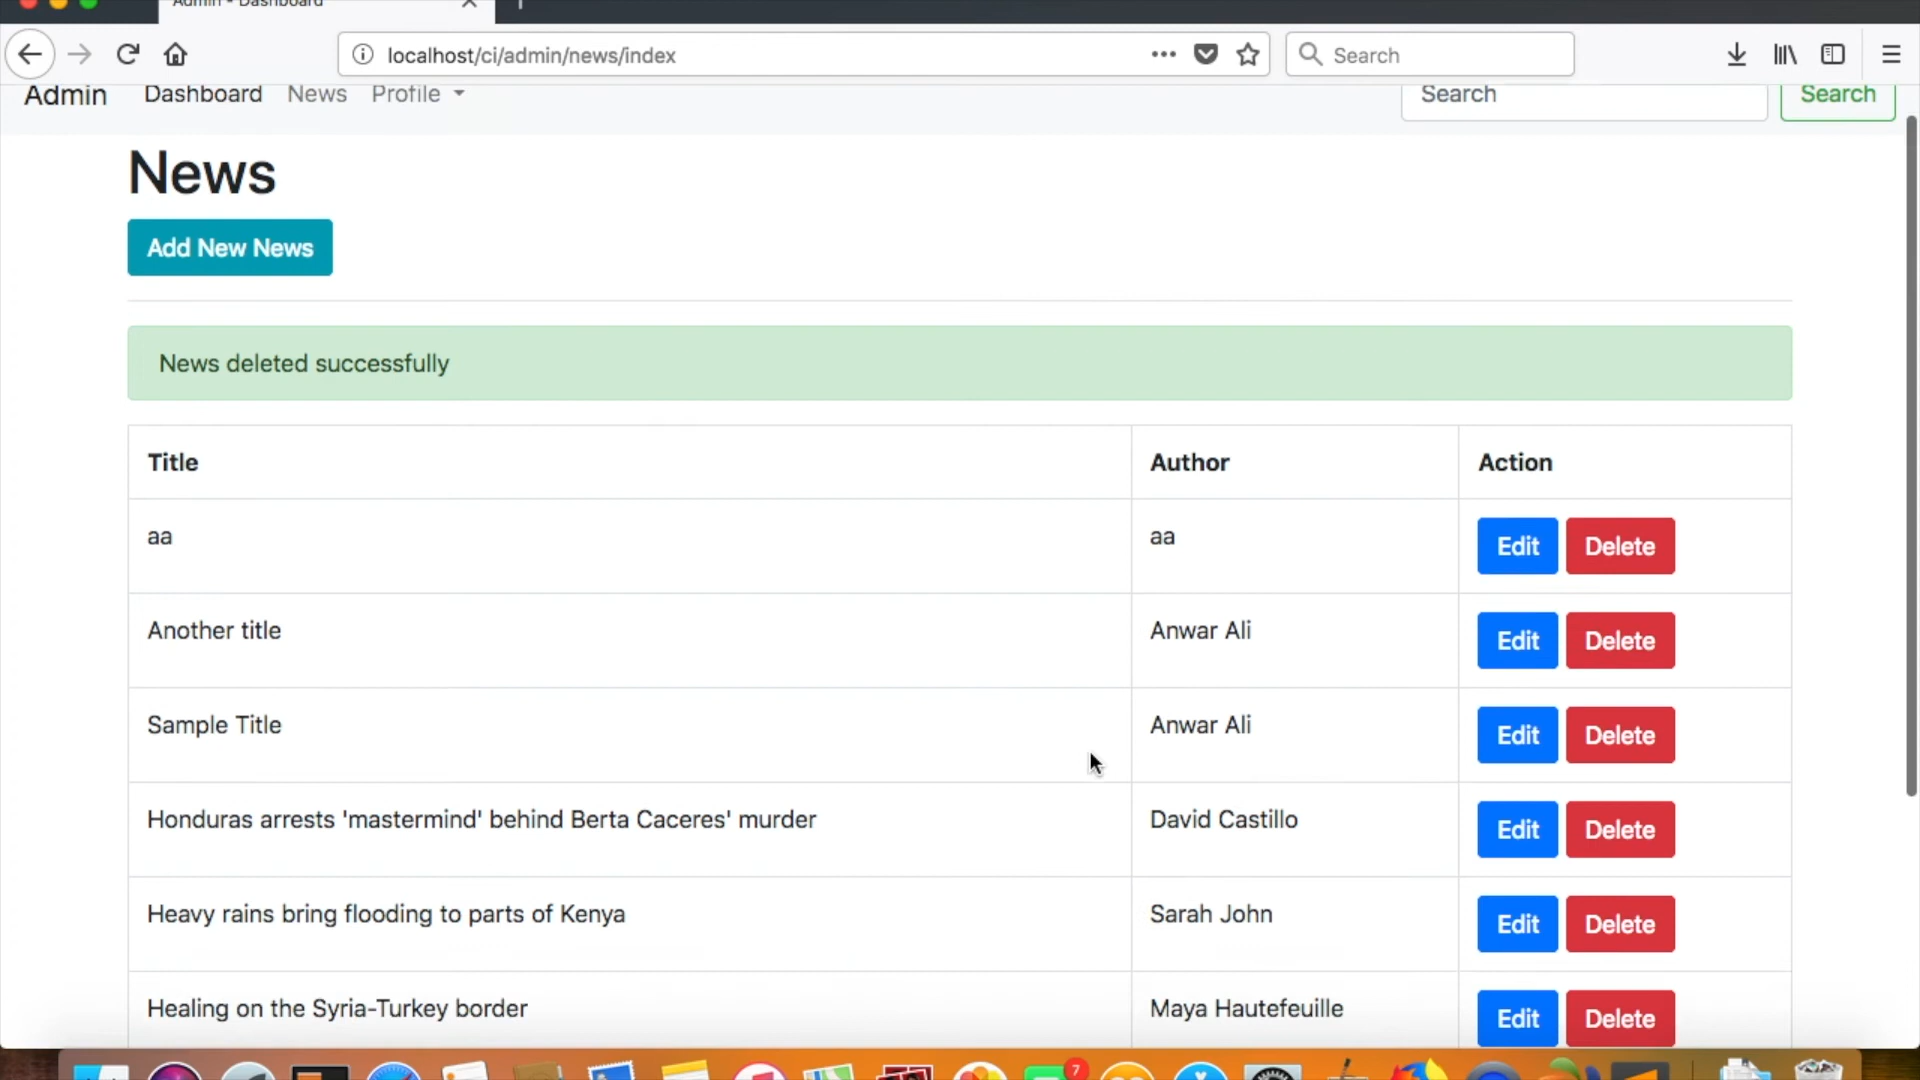 Admin - Dashboard
localhost/ci/admin/news/index
Search
Admin Dashboard News Profile Search Search
News
Add New News
News deleted successfully
Title Author Action
aa aa Edit Delete
Another title Anwar Ali Edit Delete
Sample Title Anwar Ali Edit Delete
Honduras arrests 'mastermind' behind Berta Caceres' murder David Castillo Edit Delete
Heavy rains bring flooding to parts of Kenya Sarah John Edit Delete
Healing on the Syria-Turkey border Maya Hautefeuille Edit Delete
7